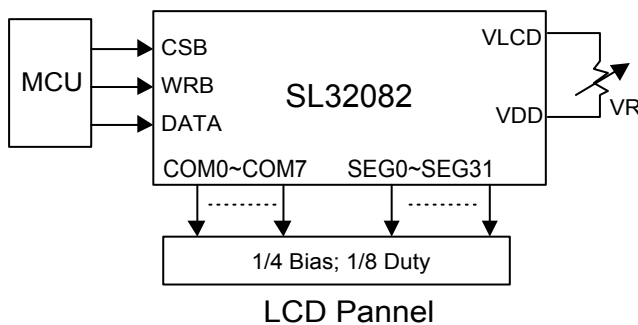 MCU
CSB
WRB
DATA
SL32082
VLCD
VDD
VR
COM0~COM7
SEG0~SEG31
1/4 Bias; 1/8 Duty
LCD Pannel